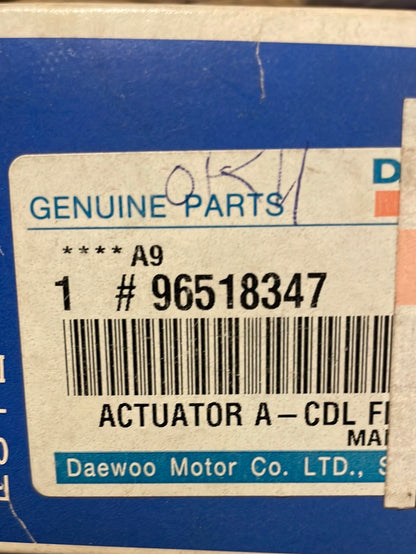 GENUINE PARTS
**** A9
1 # 96518347
ACTUATOR A-CDL
Daewoo Motor Co. LTD.,